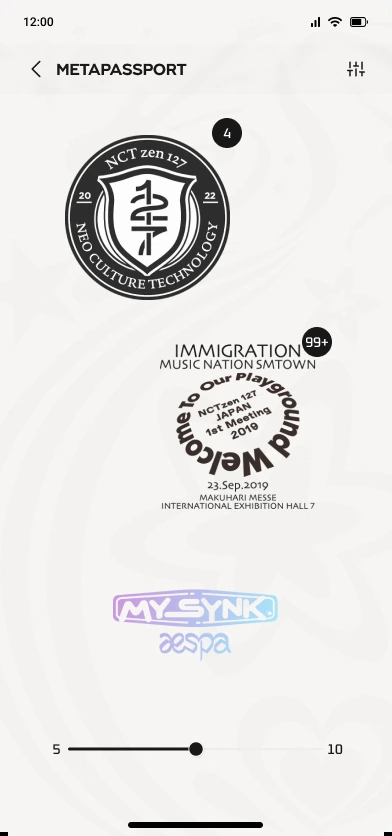 12:00
METAPASSPORT
4
NCT zen 127
20 22
127
NEO CULTURE TECHNOLOGY
99+
IMMIGRATION
MUSIC NATION SMTOWN
Welcome To Our Playground
NCTzen 127
JAPAN
1st Meeting
2019
23.Sep.2019
MAKUHARI MESSE
INTERNATIONAL EXHIBITION HALL 7
MY SYNK.
aespa
5 10